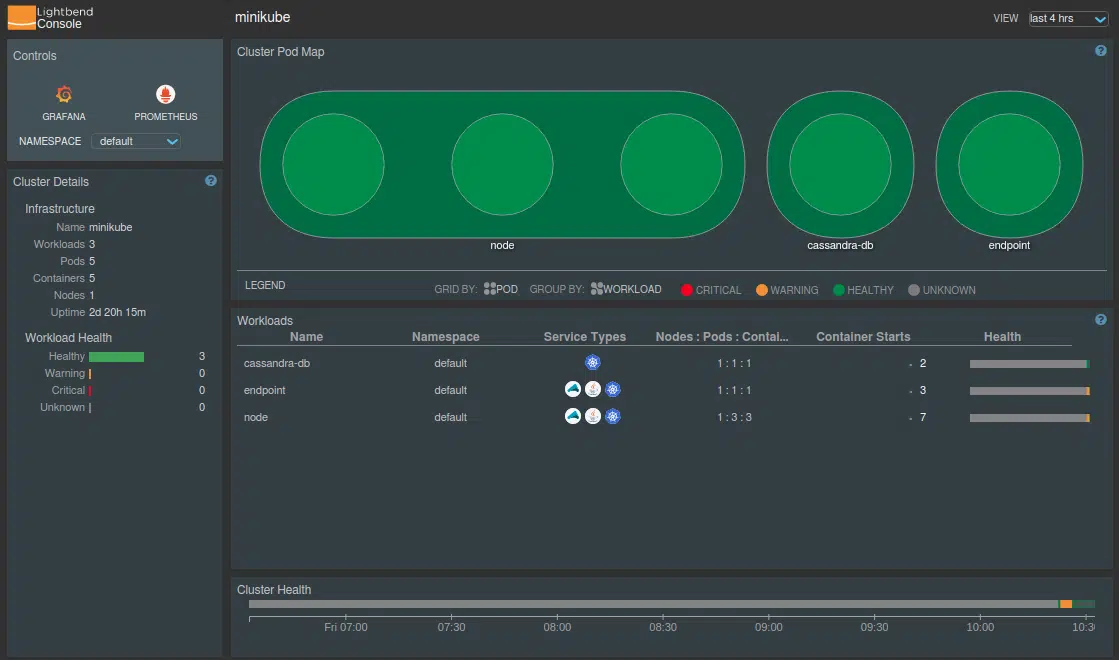 Lightbend
Console
minikube
VIEW last 4 hrs
Controls
GRAFANA PROMETHEUS
NAMESPACE default
Cluster Details ?
Infrastructure
Name minikube
Workloads 3
Pods 5
Containers 5
Nodes 1
Uptime 2d 20h 15m
Workload Health
Healthy 3
Warning 0
Critical 0
Unknown 0
Cluster Pod Map ?
node cassandra-db endpoint
LEGEND GRID BY: POD GROUP BY: WORKLOAD CRITICAL WARNING HEALTHY UNKNOWN
Workloads ?
Name Namespace Service Types Nodes : Pods : Contai... Container Starts Health
cassandra-db default 1 : 1 : 1 - 2
endpoint default 1 : 1 : 1 - 3
node default 1 : 3 : 3 - 7
Cluster Health
Fri 07:00 07:30 08:00 08:30 09:00 09:30 10:00 10:3